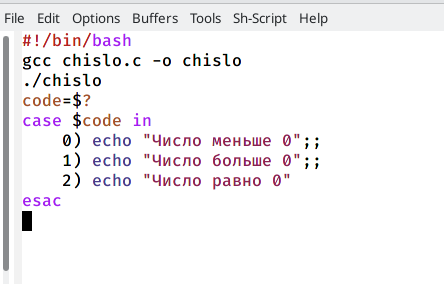 File Edit Options Buffers Tools Sh-Script Help
#!/bin/bash
gcc chislo.c -o chislo
./chislo
code=$?
case $code in
    0) echo "Число меньше 0";;
    1) echo "Число больше 0";;
    2) echo "Число равно 0"
esac